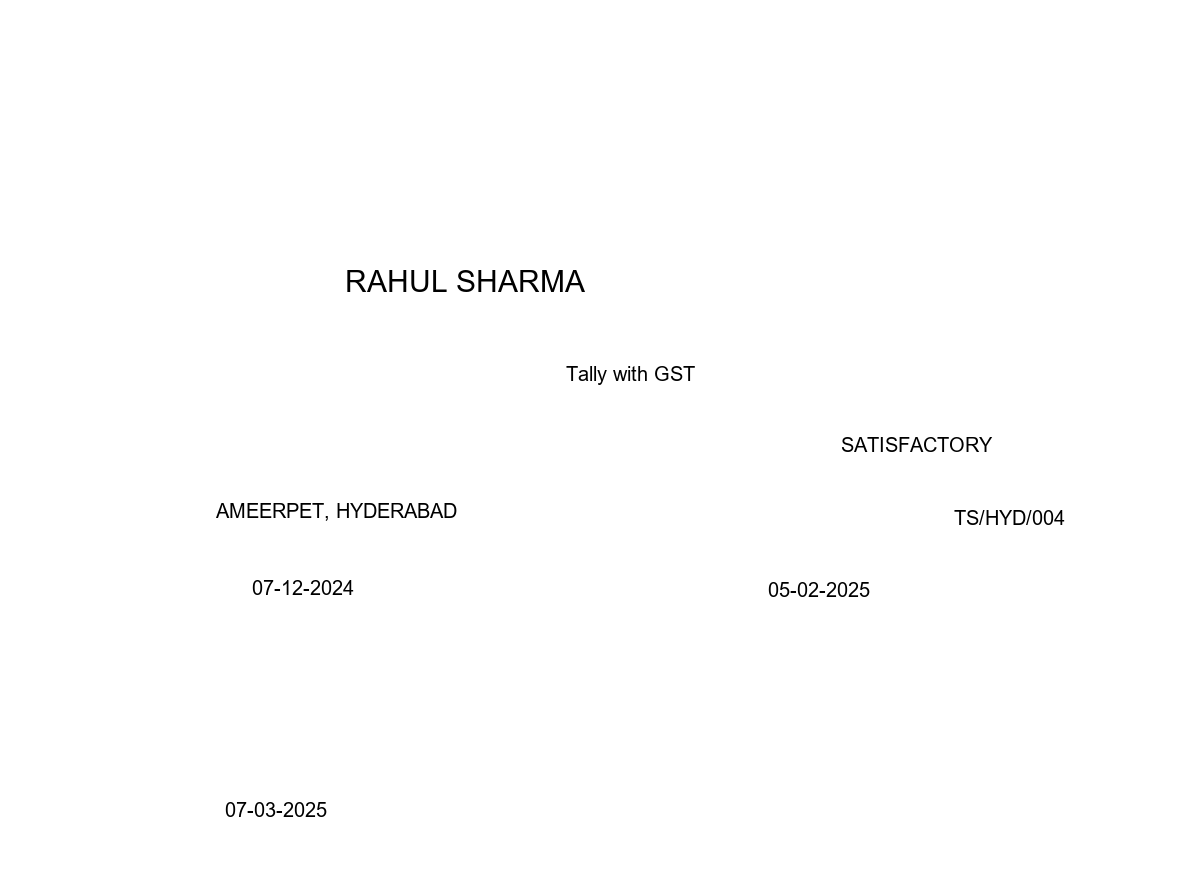 RAHUL SHARMA
Tally with GST
SATISFACTORY
AMEERPET, HYDERABAD
TS/HYD/004
07-12-2024
05-02-2025
07-03-2025